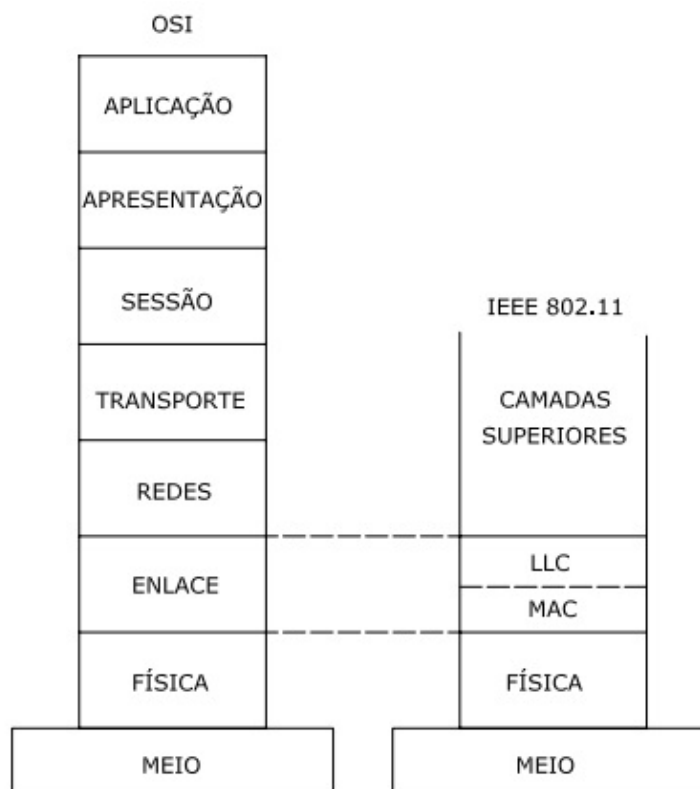 OSI
APLICAÇÃO
APRESENTAÇÃO
SESSÃO
TRANSPORTE
REDES
ENLACE
FÍSICA
MEIO
IEEE 802.11
CAMADAS
SUPERIORES
LLC
MAC
FÍSICA
MEIO